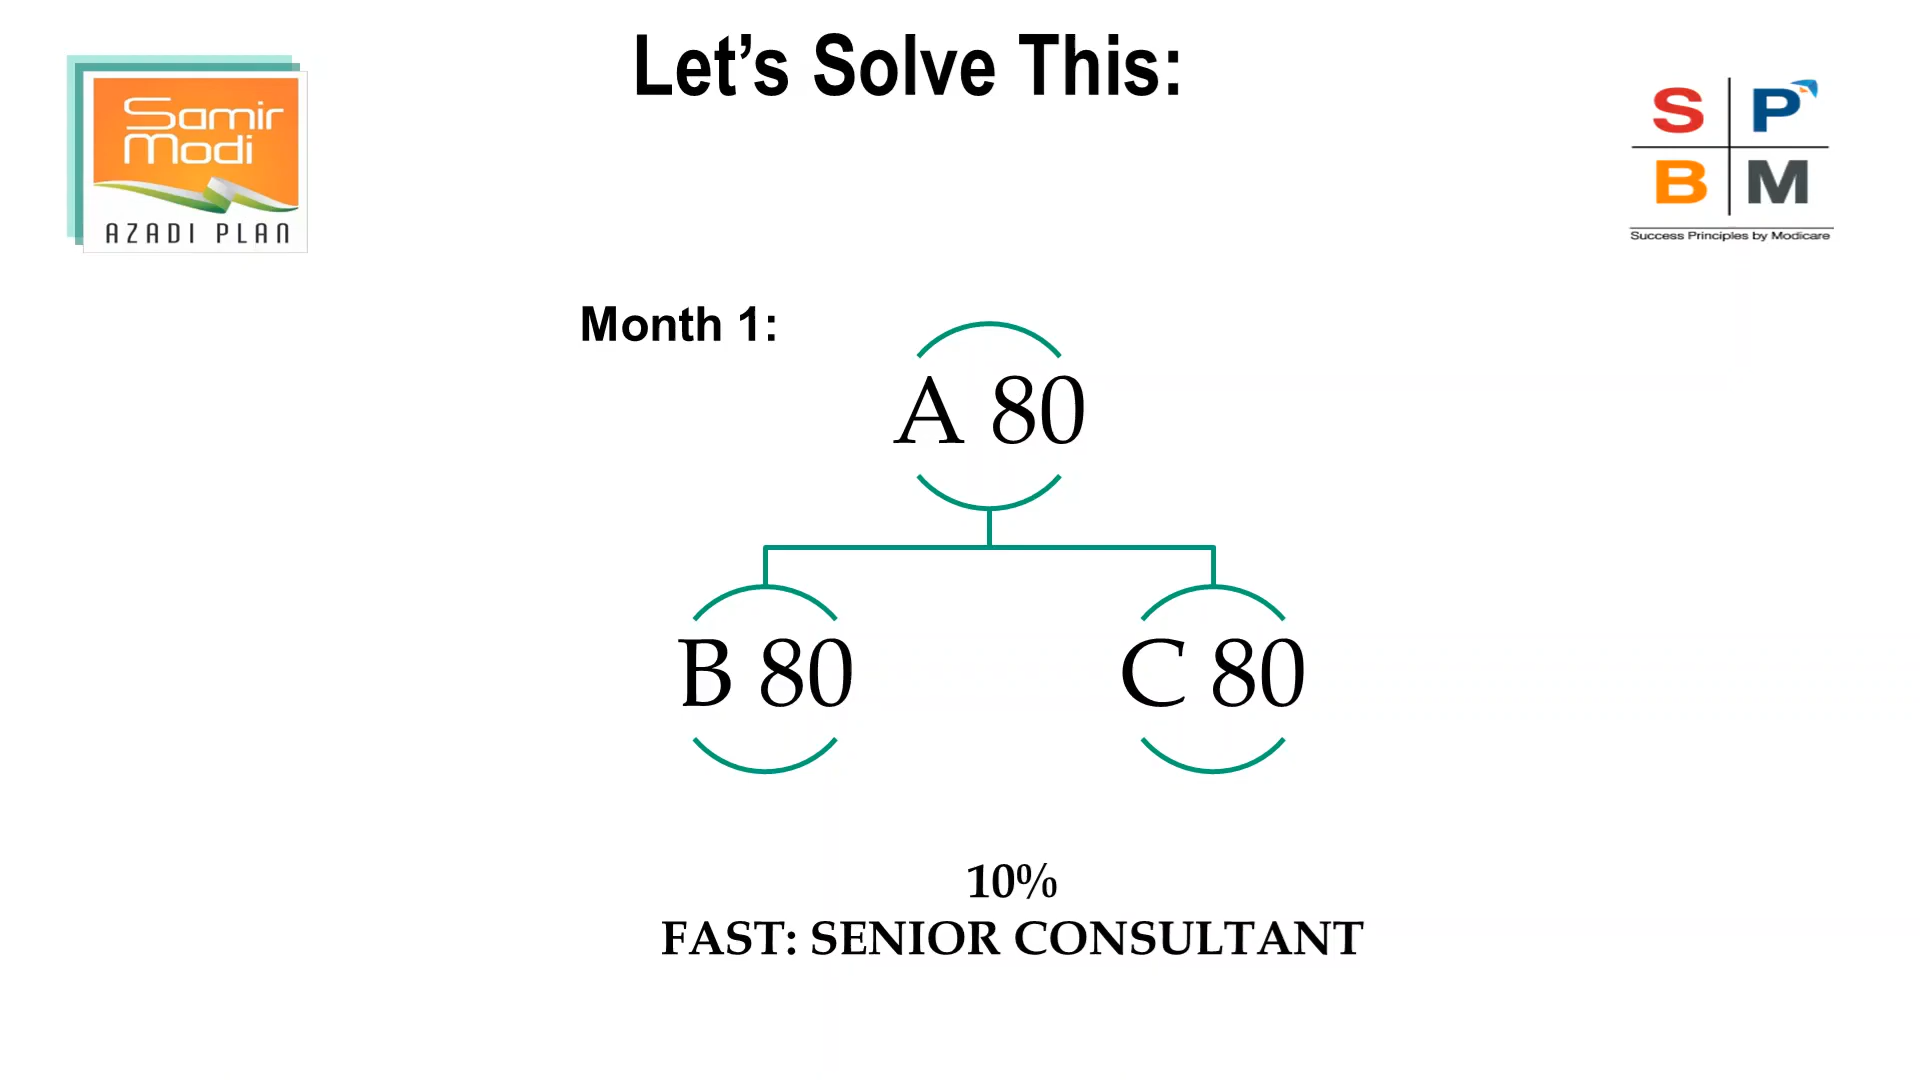 Let’s Solve This:
Samir
Modi
AZADI PLAN
S P
B M
Success Principles by Modicare
Month 1:
A 80
B 80
C 80
10%
FAST: SENIOR CONSULTANT